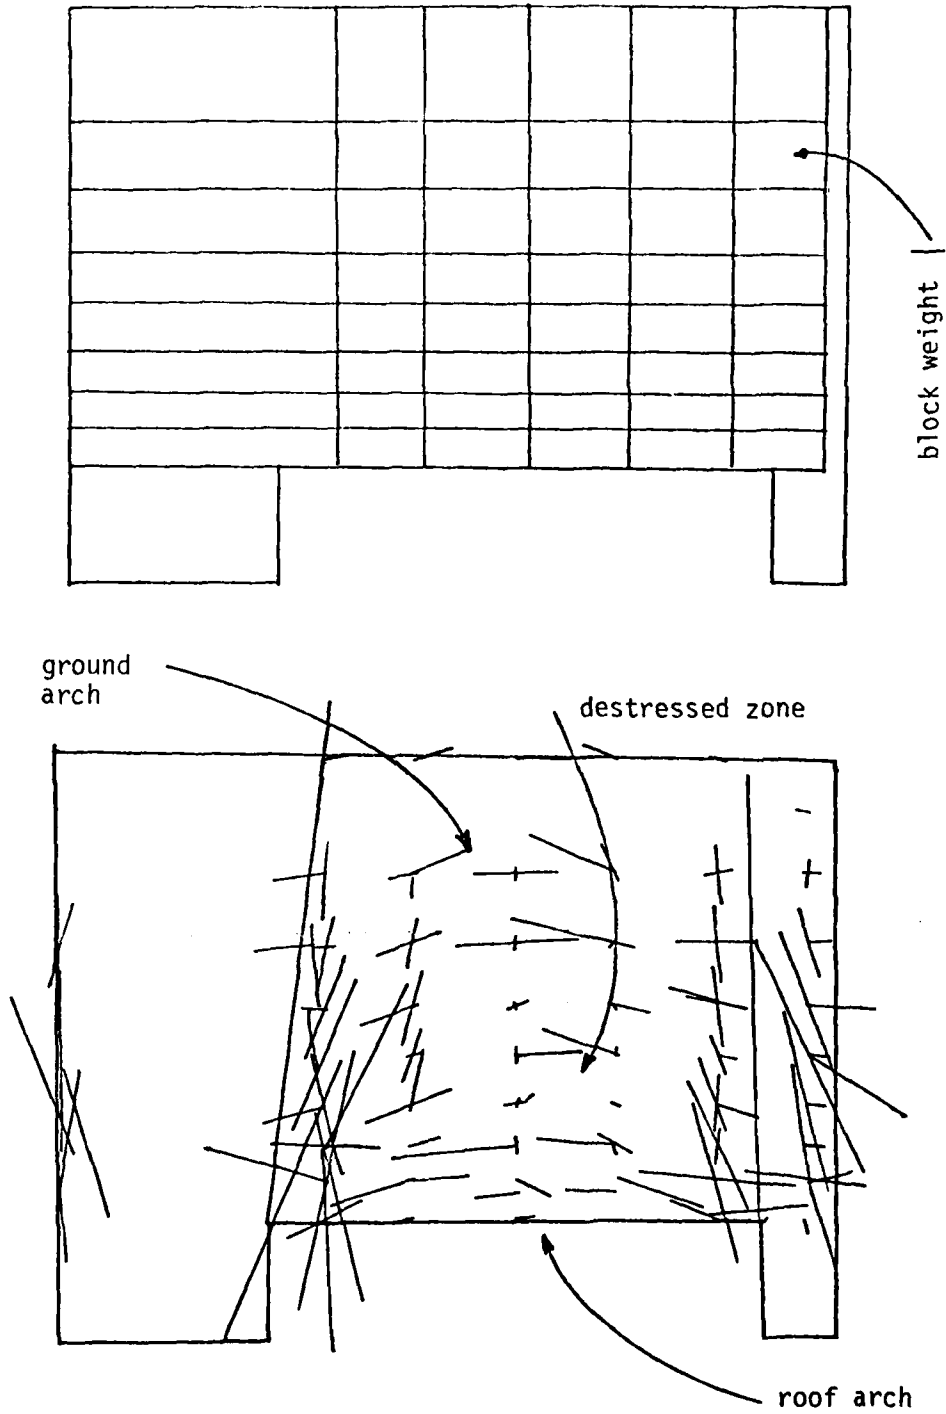 block weight |
ground
arch
destressed zone
roof arch